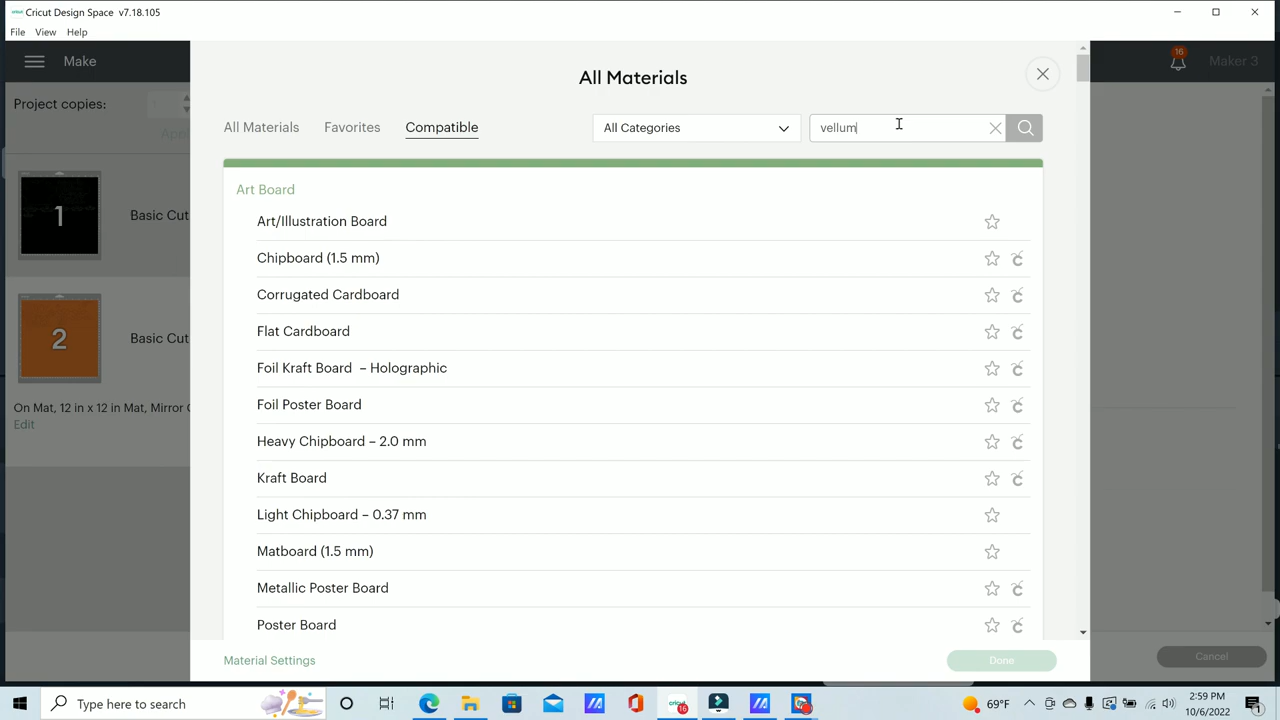 cricut Cricut Design Space v7.18.105
File View Help
Make
16
Maker 3
Project copies:
1
Basic Cut
2
Basic Cut
On Mat, 12 in x 12 in Mat, Mirror
Edit
All Materials
All Materials Favorites Compatible All Categories vellum
Art Board
Art/Illustration Board
Chipboard (1.5 mm)
Corrugated Cardboard
Flat Cardboard
Foil Kraft Board – Holographic
Foil Poster Board
Heavy Chipboard – 2.0 mm
Kraft Board
Light Chipboard – 0.37 mm
Matboard (1.5 mm)
Metallic Poster Board
Poster Board
Material Settings
Done
Cancel
Type here to search
cricut
16
69°F
2:59 PM
10/6/2022
1